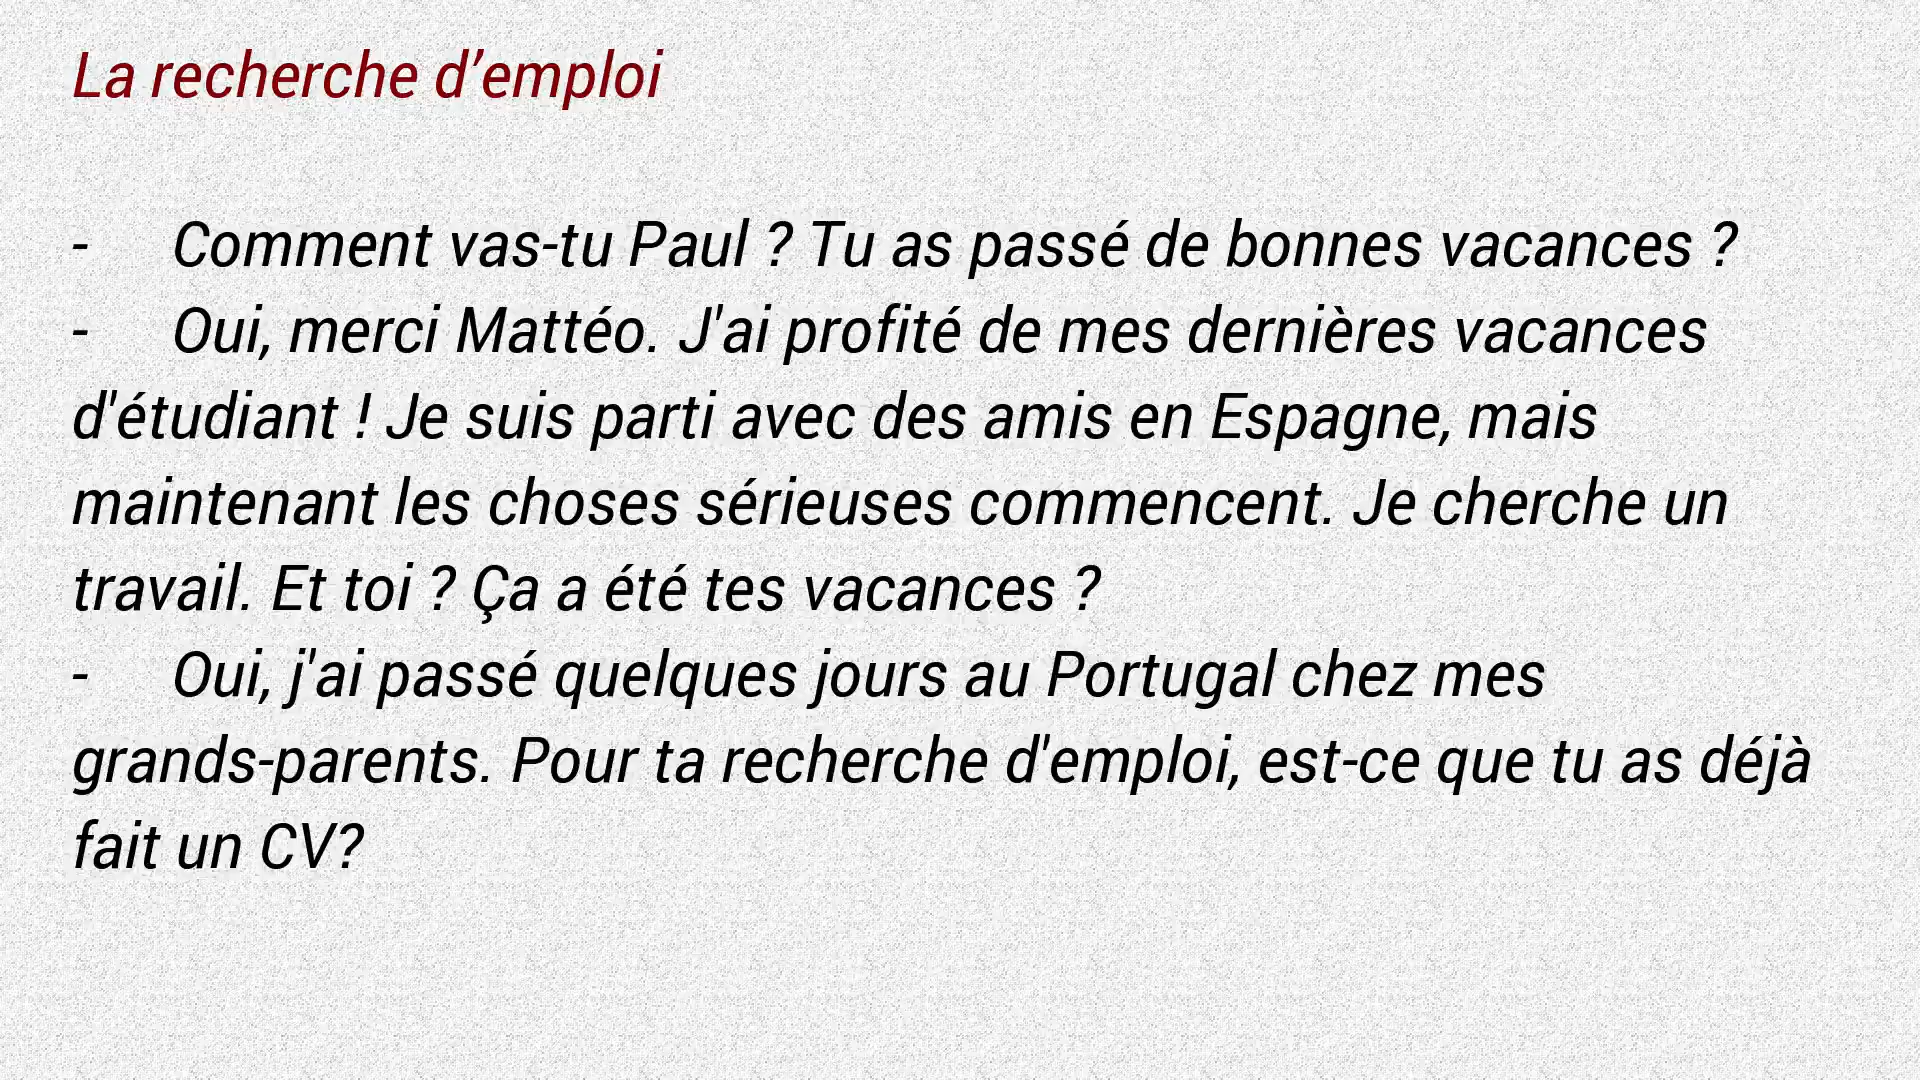 La recherche d’emploi
- Comment vas-tu Paul ? Tu as passé de bonnes vacances ?
- Oui, merci Mattéo. J'ai profité de mes dernières vacances
d'étudiant ! Je suis parti avec des amis en Espagne, mais
maintenant les choses sérieuses commencent. Je cherche un
travail. Et toi ? Ça a été tes vacances ?
- Oui, j'ai passé quelques jours au Portugal chez mes
grands-parents. Pour ta recherche d'emploi, est-ce que tu as déjà
fait un CV?